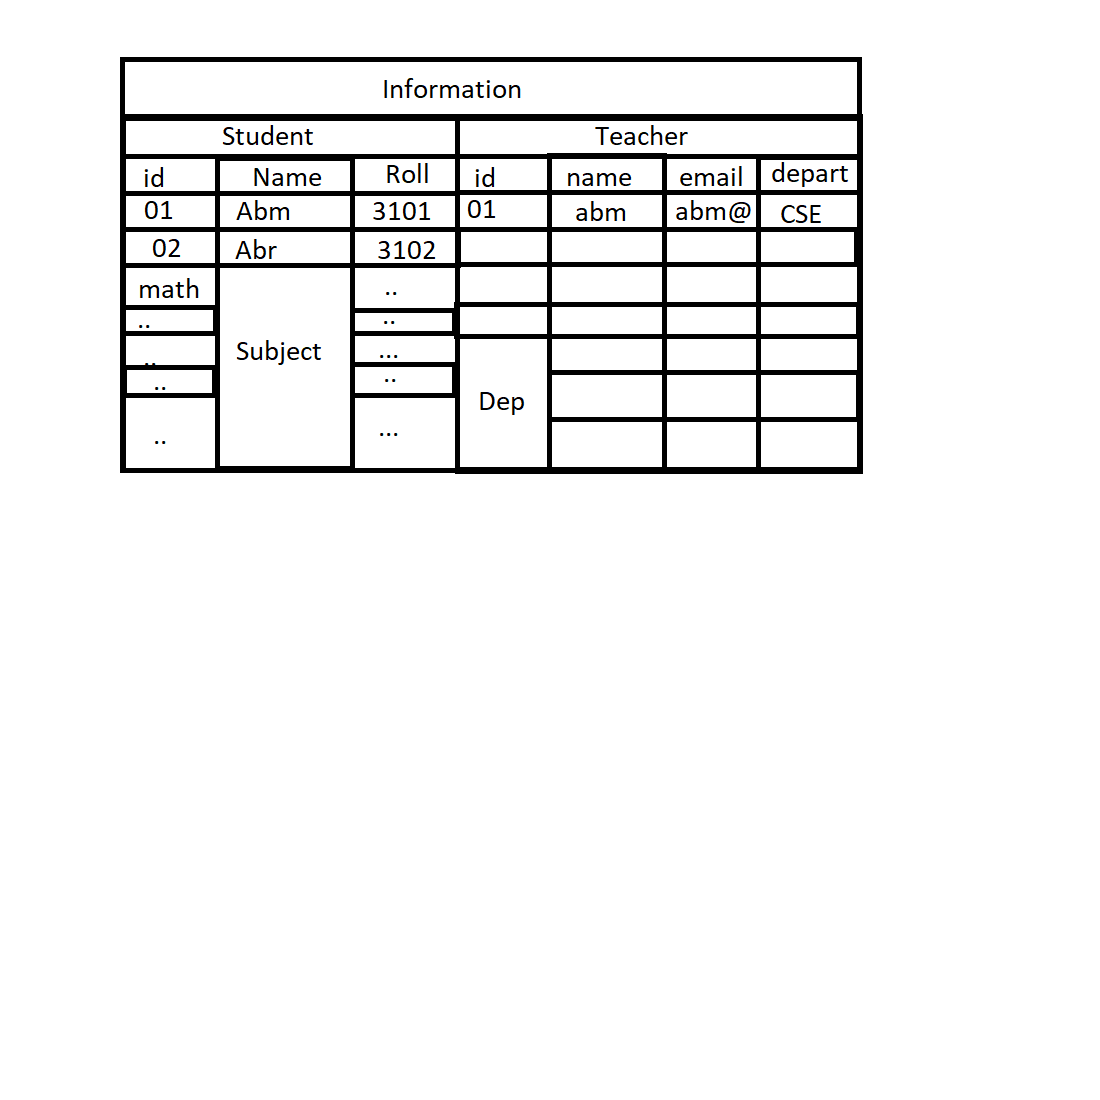 Information
Student Teacher
id Name Roll id name email depart
01 Abm 3101 01 abm abm@ CSE
02 Abr 3102
math ..
.. ..
Subject
.. ...
.. ..
Dep
.. ...